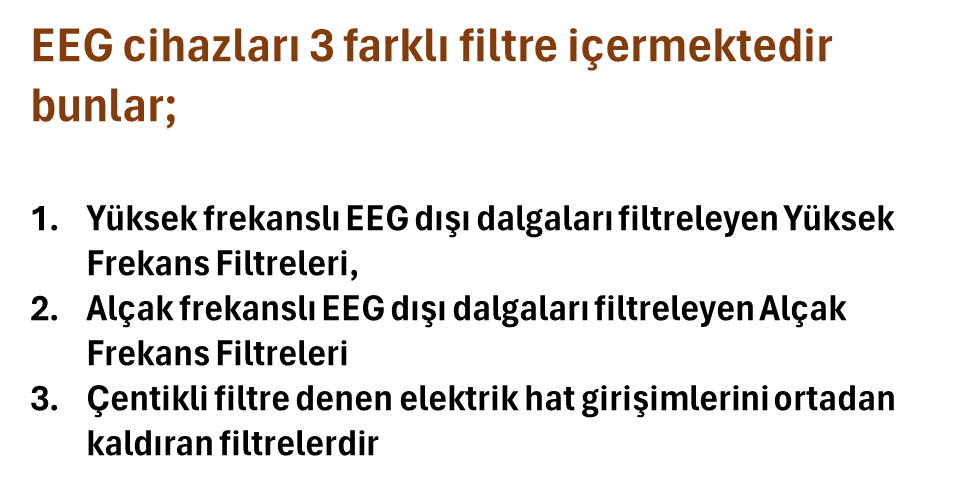 EEG cihazları 3 farklı filtre içermektedir
bunlar;
1. Yüksek frekanslı EEG dışı dalgaları filtreleyen Yüksek
Frekans Filtreleri,
2. Alçak frekanslı EEG dışı dalgaları filtreleyen Alçak
Frekans Filtreleri
3. Çentikli filtre denen elektrik hat girişimlerini ortadan
kaldıran filtrelerdir